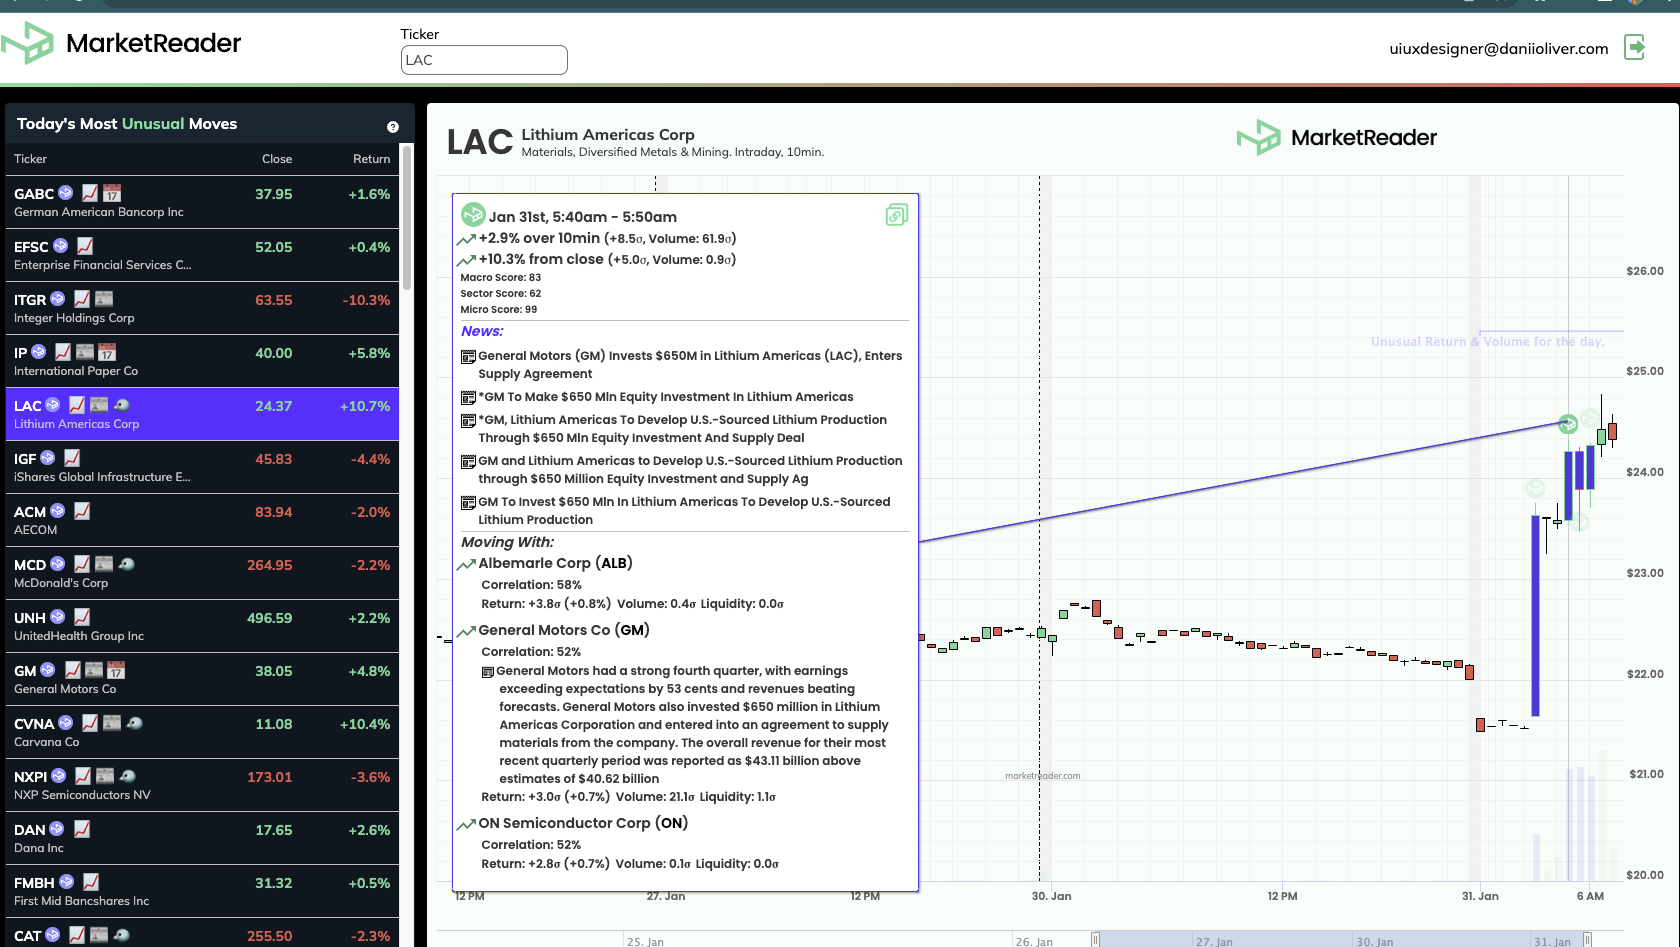 MarketReader
Ticker
LAC
uiuxdesigner@daniioliver.com
Today's Most Unusual Moves
?
Ticker Close Return
GABC 37.95 +1.6%
German American Bancorp Inc
EFSC 52.05 +0.4%
Enterprise Financial Services C...
ITGR 63.55 -10.3%
Integer Holdings Corp
IP 40.00 +5.8%
International Paper Co
LAC 24.37 +10.7%
Lithium Americas Corp
IGF 45.83 -4.4%
iShares Global Infrastructure E...
ACM 83.94 -2.0%
AECOM
MCD 264.95 -2.2%
McDonald's Corp
UNH 496.59 +2.2%
UnitedHealth Group Inc
GM 38.05 +4.8%
General Motors Co
CVNA 11.08 +10.4%
Carvana Co
NXPI 173.01 -3.6%
NXP Semiconductors NV
DAN 17.65 +2.6%
Dana Inc
FMBH 31.32 +0.5%
First Mid Bancshares Inc
CAT 255.50 -2.3%
LAC Lithium Americas Corp
Materials, Diversified Metals & Mining. Intraday, 10min.
MarketReader
Jan 31st, 5:40am - 5:50am
+2.9% over 10min (+8.5σ, Volume: 61.9σ)
+10.3% from close (+5.0σ, Volume: 0.9σ)
Macro Score: 83
Sector Score: 62
Micro Score: 99
News:
General Motors (GM) Invests $650M in Lithium Americas (LAC), Enters
Supply Agreement
*GM To Make $650 Mln Equity Investment In Lithium Americas
*GM, Lithium Americas To Develop U.S.-Sourced Lithium Production
Through $650 Mln Equity Investment And Supply Deal
GM and Lithium Americas to Develop U.S.-Sourced Lithium Production
through $650 Million Equity Investment and Supply Ag
GM To Invest $650 Mln In Lithium Americas To Develop U.S.-Sourced
Lithium Production
Moving With:
Albemarle Corp (ALB)
Correlation: 58%
Return: +3.8σ (+0.8%) Volume: 0.4σ Liquidity: 0.0σ
General Motors Co (GM)
Correlation: 52%
General Motors had a strong fourth quarter, with earnings
exceeding expectations by 53 cents and revenues beating
forecasts. General Motors also invested $650 million in Lithium
Americas Corporation and entered into an agreement to supply
materials from the company. The overall revenue for their most
recent quarterly period was reported as $43.11 billion above
estimates of $40.62 billion
Return: +3.0σ (+0.7%) Volume: 21.1σ Liquidity: 1.1σ
ON Semiconductor Corp (ON)
Correlation: 52%
Return: +2.8σ (+0.7%) Volume: 0.1σ Liquidity: 0.0σ
Unusual Return & Volume for the day.
marketreader.com
$26.00
$25.00
$24.00
$23.00
$22.00
$21.00
$20.00
12 PM 27. Jan 12 PM 30. Jan 12 PM 31. Jan 6 AM
25. Jan 26. Jan 27. Jan 30. Jan 31. Jan